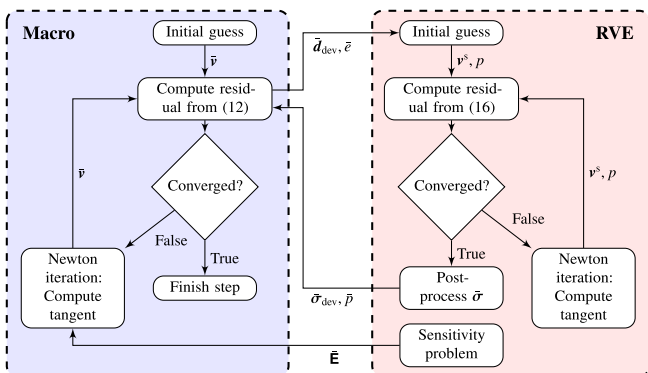 Macro
Initial guess
v̄
Compute resid-
ual from (12)
Converged?
False
True
v̄
Newton
iteration:
Compute
tangent
Finish step
d̄dev, ē
σ̄dev, p̄
Ē
RVE
Initial guess
vˢ, p
Compute resid-
ual from (16)
Converged?
False
True
vˢ, p
Post-
process σ̄
Newton
iteration:
Compute
tangent
Sensitivity
problem